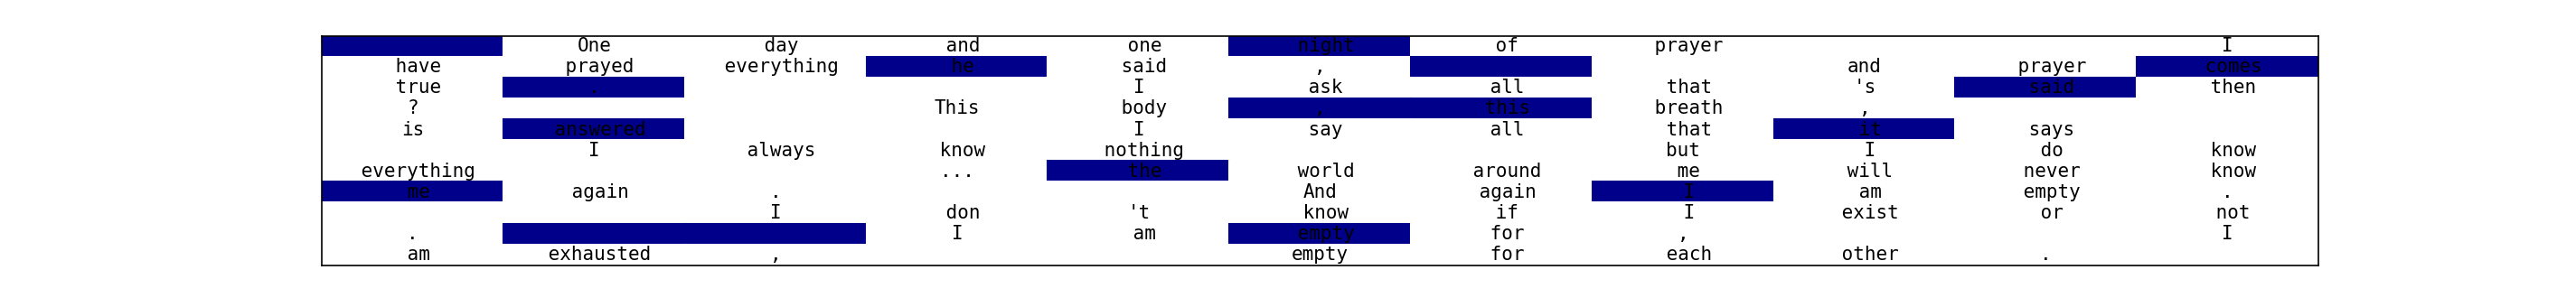 One day and one night of prayer I
have prayed everything he said , and prayer comes
true . I ask all that 's said then
? This body , this breath ,
is answered I say all that it says
I always know nothing but I do know
everything ... the world around me will never know
me again . And again I am empty .
I don 't know if I exist or not
. I am empty for , I
am exhausted , empty for each other .